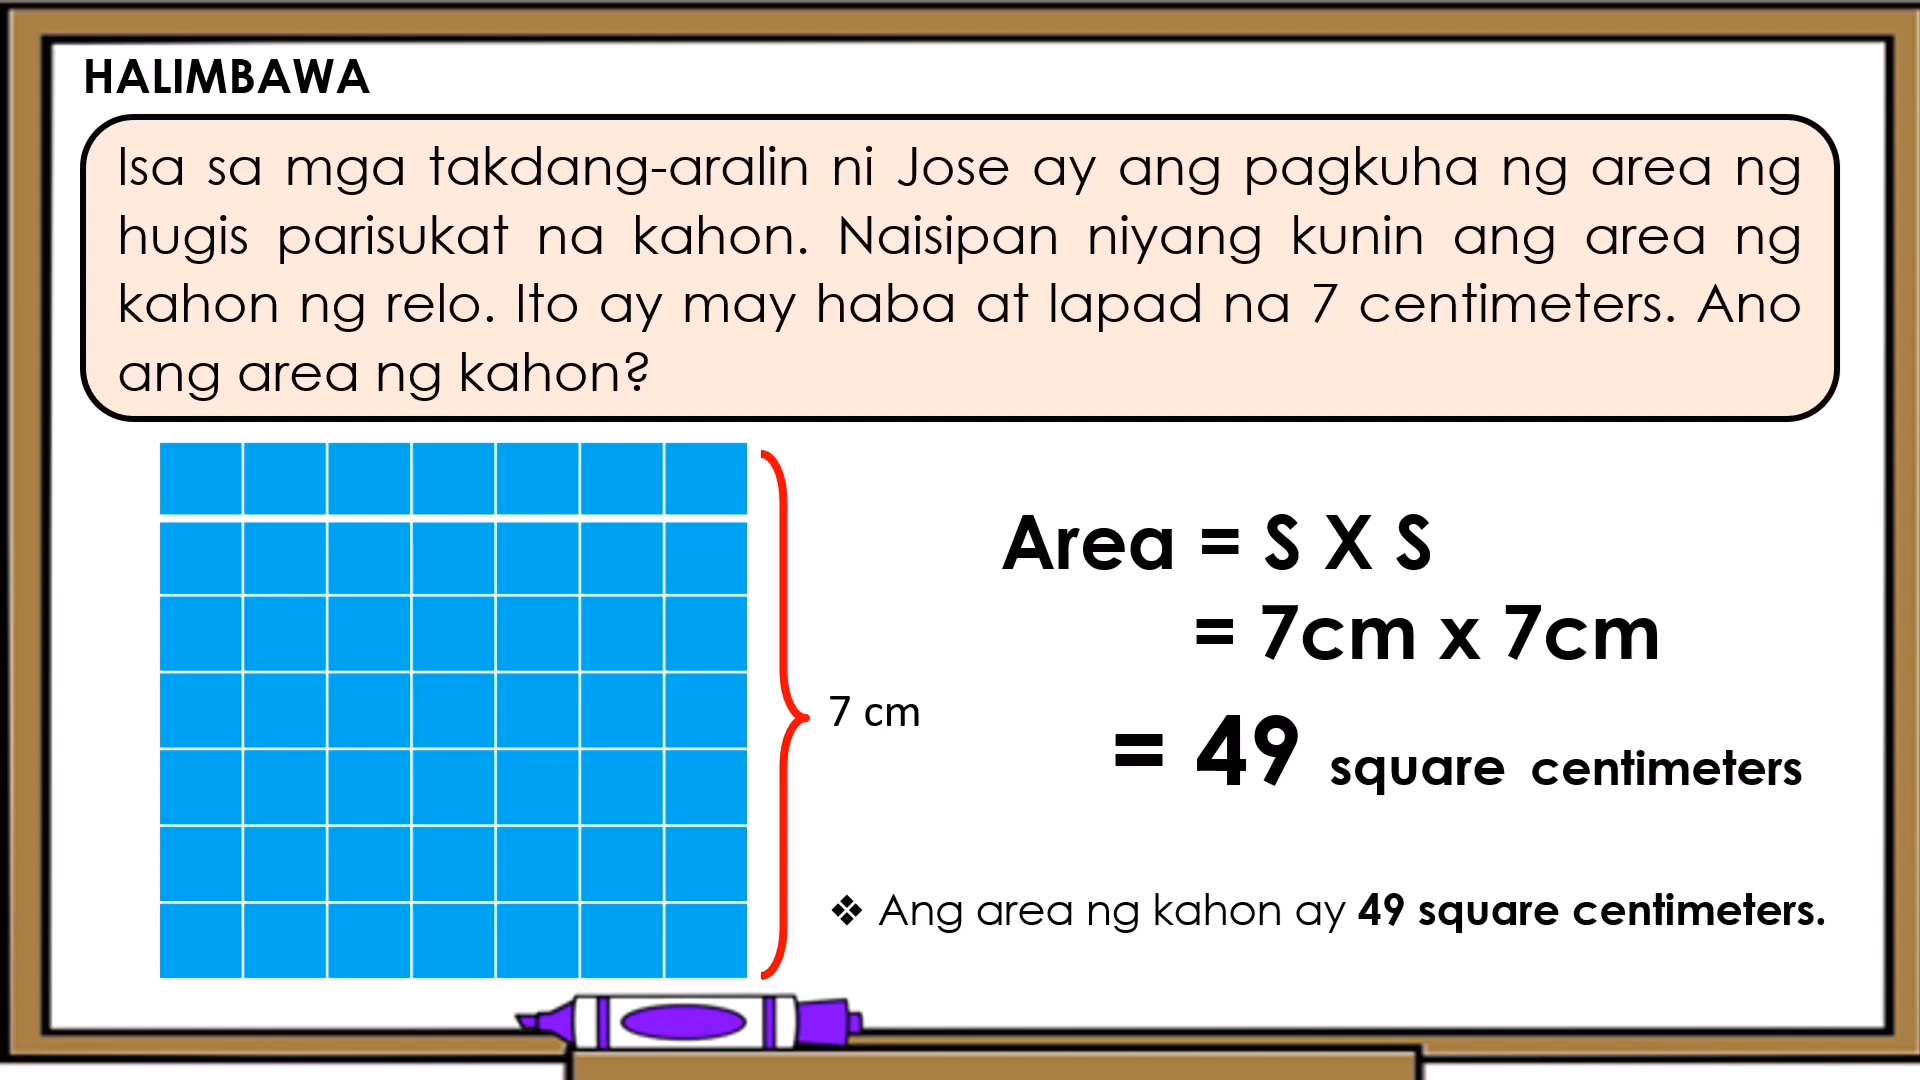 HALIMBAWA
Isa sa mga takdang-aralin ni Jose ay ang pagkuha ng area ng
hugis parisukat na kahon. Naisipan niyang kunin ang area ng
kahon ng relo. Ito ay may haba at lapad na 7 centimeters. Ano
ang area ng kahon?
Area = S X S
= 7cm x 7cm
7 cm
= 49 square centimeters
❖ Ang area ng kahon ay 49 square centimeters.